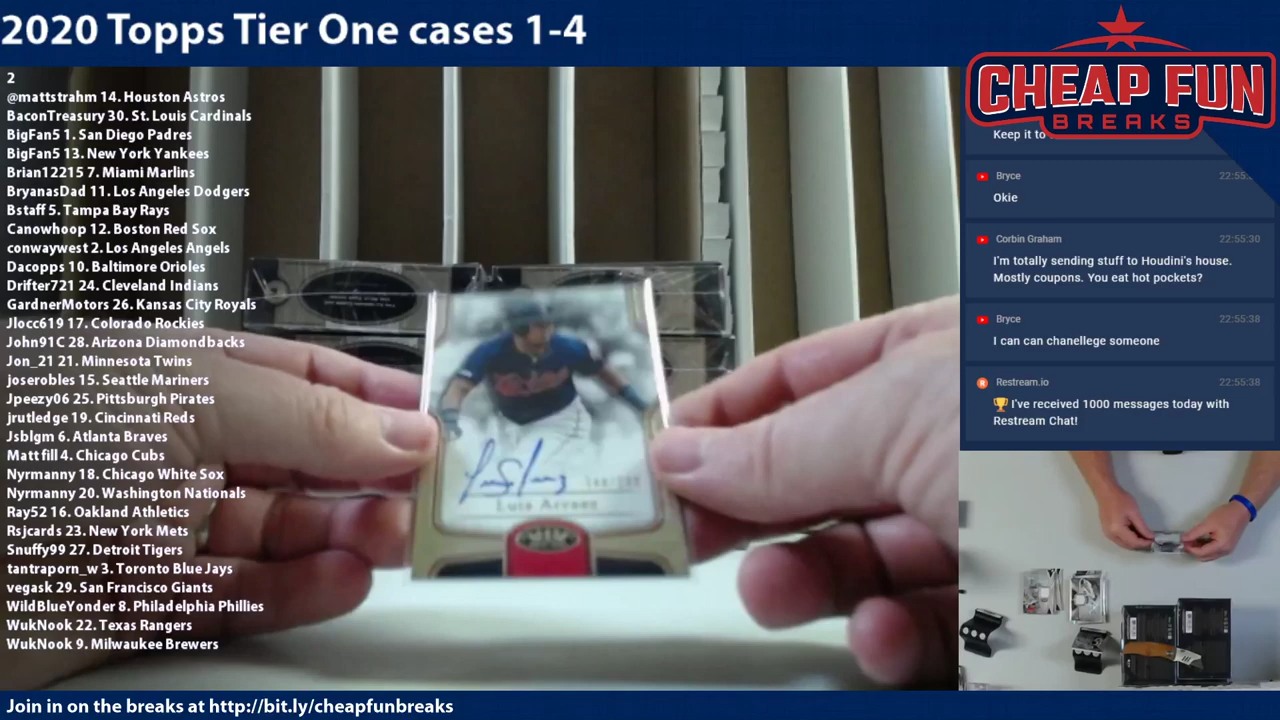 2020 Topps Tier One cases 1-4
2
@mattstrahm 14. Houston Astros
BaconTreasury 30. St. Louis Cardinals
BigFan5 1. San Diego Padres
BigFan5 13. New York Yankees
Brian12215 7. Miami Marlins
BryanasDad 11. Los Angeles Dodgers
Bstaff 5. Tampa Bay Rays
Canowhoop 12. Boston Red Sox
conwaywest 2. Los Angeles Angels
Dacopps 10. Baltimore Orioles
Drifter721 24. Cleveland Indians
GardnerMotors 26. Kansas City Royals
Jlocc619 17. Colorado Rockies
John91C 28. Arizona Diamondbacks
Jon_21 21. Minnesota Twins
joserobles 15. Seattle Mariners
Jpeezy06 25. Pittsburgh Pirates
jrutledge 19. Cincinnati Reds
Jsblgm 6. Atlanta Braves
Matt fill 4. Chicago Cubs
Nyrmanny 18. Chicago White Sox
Nyrmanny 20. Washington Nationals
Ray52 16. Oakland Athletics
Rsjcards 23. New York Mets
Snuffy99 27. Detroit Tigers
tantraporn_w 3. Toronto Blue Jays
vegask 29. San Francisco Giants
WildBlueYonder 8. Philadelphia Phillies
WukNook 22. Texas Rangers
WukNook 9. Milwaukee Brewers
Luis Arraez
CHEAP FUN
BREAKS
Keep it to
Bryce
Okie
Corbin Graham 22:55:30
I'm totally sending stuff to Houdini's house.
Mostly coupons. You eat hot pockets?
Bryce 22:55:38
I can can chanellege someone
Restream.io 22:55:38
🏆 I've received 1000 messages today with
Restream Chat!
Join in on the breaks at http://bit.ly/cheapfunbreaks